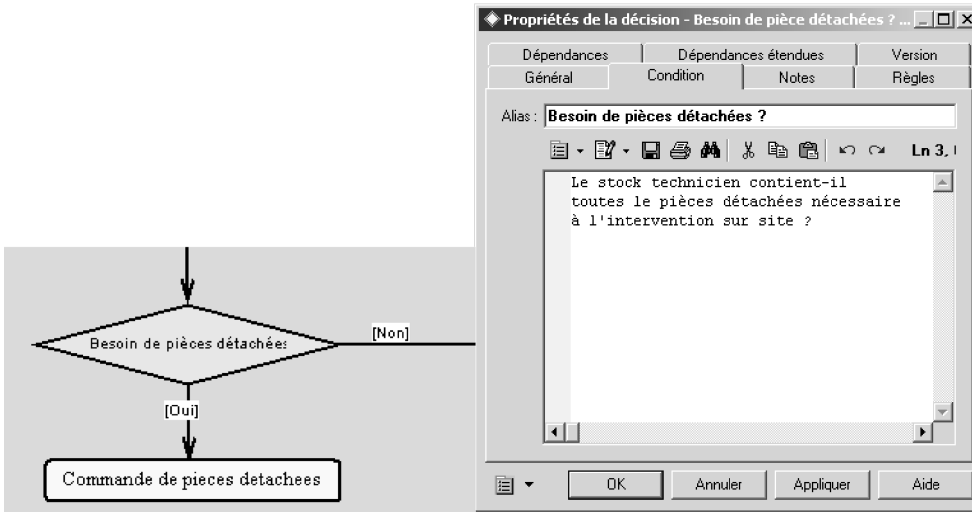 Propriétés de la décision - Besoin de pièce détachées ? ...
Dépendances
Dépendances étendues
Version
Général
Condition
Notes
Règles
Alias : Besoin de pièces détachées ?
Ln 3,
Le stock technicien contient-il
toutes le pièces détachées nécessaire
à l'intervention sur site ?
[Non]
Besoin de pièces détachées
[Oui]
Commande de pieces detachees
OK
Annuler
Appliquer
Aide